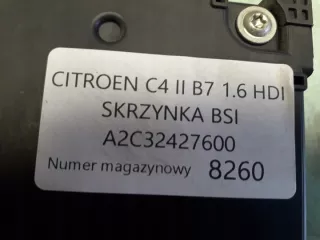 CITROEN C4 II B7 1.6 HDI
SKRZYNKA BSI
A2C32427600
Numer magazynowy 8260